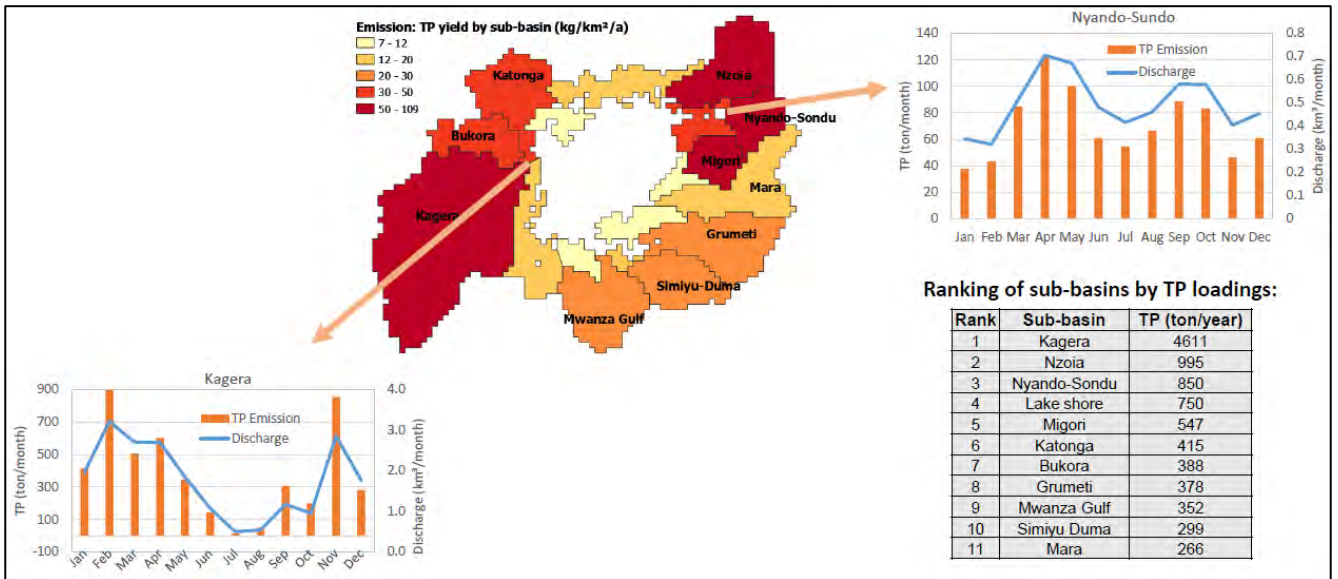 Emission: TP yield by sub-basin (kg/km²/a)
7 - 12
12 - 20
20 - 30
30 - 50
50 - 109
Katonga
Nzoia
Bukora
Nyando-Sondu
Migori
Mara
Kagera
Grumeti
Simiyu-Duma
Mwanza Gulf
Nyando-Sundo
TP Emission
Discharge
TP (ton/month)
140
120
100
80
60
40
20
0
Discharge (km³/month)
0.8
0.7
0.6
0.5
0.4
0.3
0.2
0.1
0
Jan Feb Mar Apr May Jun Jul Aug Sep Oct Nov Dec
Ranking of sub-basins by TP loadings:
Rank Sub-basin TP (ton/year)
1 Kagera 4611
2 Nzoia 995
3 Nyando-Sondu 850
4 Lake shore 750
5 Migori 547
6 Katonga 415
7 Bukora 388
8 Grumeti 378
9 Mwanza Gulf 352
10 Simiyu Duma 299
11 Mara 266
Kagera
TP Emission
Discharge
TP (ton/month)
900
700
500
300
100
-100
Discharge (km³/month)
4.0
3.0
2.0
1.0
0.0
Jan Feb Mar Apr May Jun Jul Aug Sep Oct Nov Dec